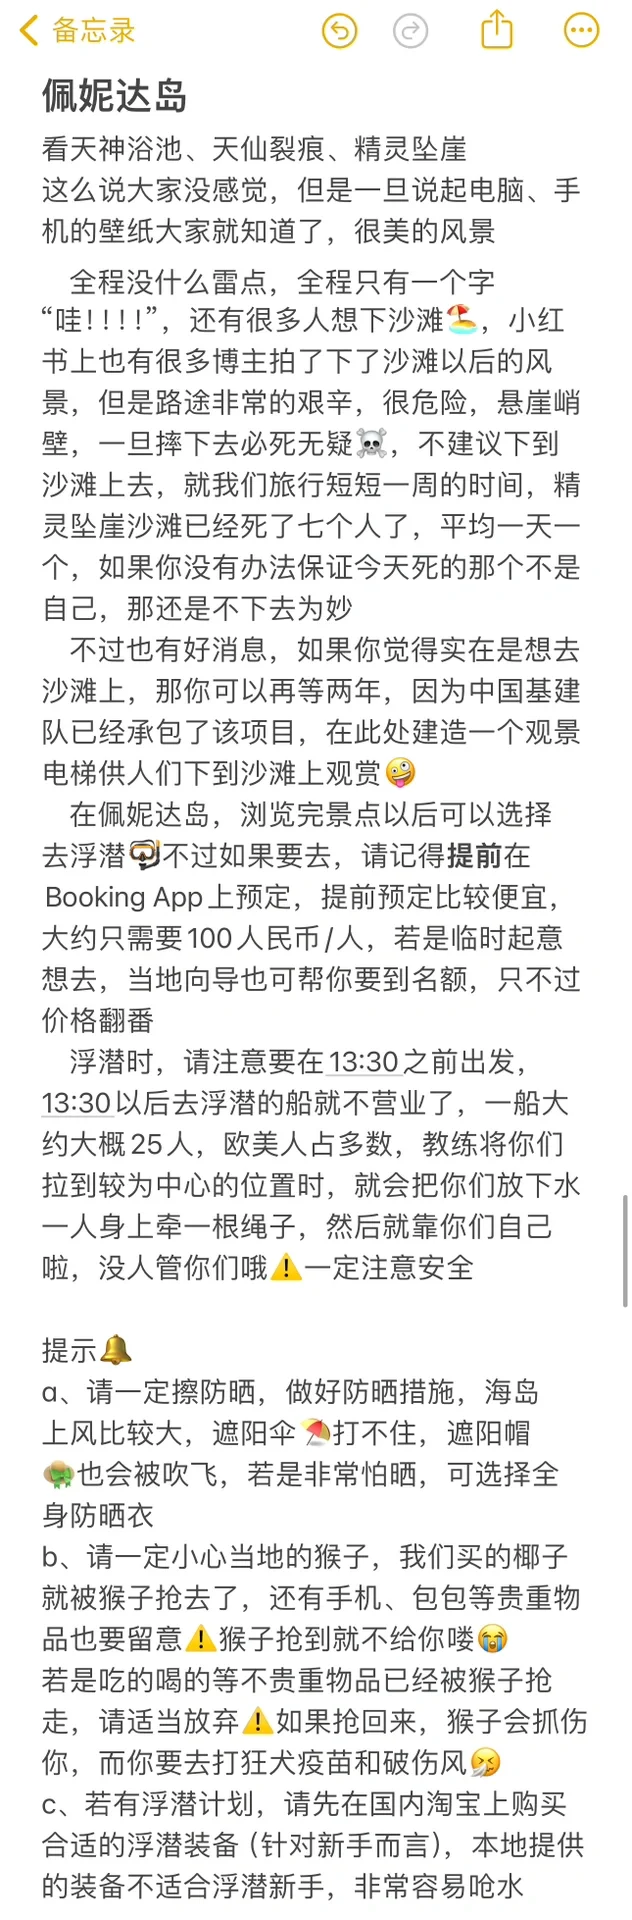 备忘录
佩妮达岛
看天神浴池、天仙裂痕、精灵坠崖
这么说大家没感觉，但是一旦说起电脑、手
机的壁纸大家就知道了，很美的风景
全程没什么雷点，全程只有一个字
“哇!!!!”，还有很多人想下沙滩🏖️，小红
书上也有很多博主拍了下了沙滩以后的风
景，但是路途非常的艰辛，很危险，悬崖峭
壁，一旦摔下去必死无疑☠️，不建议下到
沙滩上去，就我们旅行短短一周的时间，精
灵坠崖沙滩已经死了七个人了，平均一天一
个，如果你没有办法保证今天死的那个不是
自己，那还是不下去为妙
不过也有好消息，如果你觉得实在是想去
沙滩上，那你可以再等两年，因为中国基建
队已经承包了该项目，在此处建造一个观景
电梯供人们下到沙滩上观赏🤪
在佩妮达岛，浏览完景点以后可以选择
去浮潜🤿不过如果要去，请记得提前在
Booking App上预定，提前预定比较便宜，
大约只需要100人民币/人，若是临时起意
想去，当地向导也可帮你要到名额，只不过
价格翻番
浮潜时，请注意要在13:30之前出发，
13:30以后去浮潜的船就不营业了，一船大
约大概25人，欧美人占多数，教练将你们
拉到较为中心的位置时，就会把你们放下水
一人身上牵一根绳子，然后就靠你们自己
啦，没人管你们哦⚠️一定注意安全
提示🔔
a、请一定擦防晒，做好防晒措施，海岛
上风比较大，遮阳伞⛱️打不住，遮阳帽
👒也会被吹飞，若是非常怕晒，可选择全
身防晒衣
b、请一定小心当地的猴子，我们买的椰子
就被猴子抢去了，还有手机、包包等贵重物
品也要留意⚠️猴子抢到就不给你喽😭
若是吃的喝的等不贵重物品已经被猴子抢
走，请适当放弃⚠️如果抢回来，猴子会抓伤
你，而你要去打狂犬疫苗和破伤风🤧
c、若有浮潜计划，请先在国内淘宝上购买
合适的浮潜装备 (针对新手而言)，本地提供
的装备不适合浮潜新手，非常容易呛水